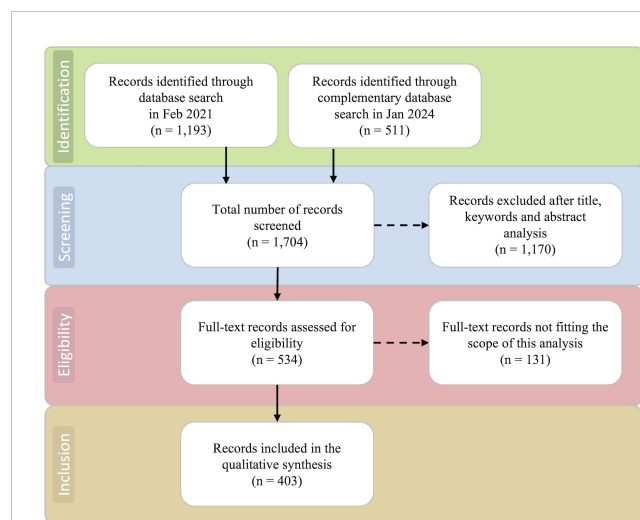 Identification
Records identified through
database search
in Feb 2021
(n = 1,193)
Records identified through
complementary database
search in Jan 2024
(n = 511)
Screening
Total number of records
screened
(n = 1,704)
Records excluded after title,
keywords and abstract
analysis
(n = 1,170)
Eligibility
Full-text records assessed for
eligibility
(n = 534)
Full-text records not fitting the
scope of this analysis
(n = 131)
Inclusion
Records included in the
qualitative synthesis
(n = 403)